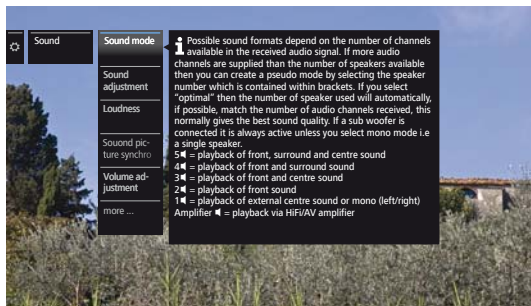 Sound
Sound mode
Sound
adjustment
Loudness
Souond pic-
ture synchro
Volume ad-
justment
more ...
i Possible sound formats depend on the number of channels
available in the received audio signal. If more audio
channels are supplied than the number of speakers available
then you can create a pseudo mode by selecting the speaker
number which is contained within brackets. If you select
"optimal" then the number of speaker used will automatically,
if possible, match the number of audio channels received, this
normally gives the best sound quality. If a sub woofer is
connected it is always active unless you select mono mode i.e
a single speaker.
5 = playback of front, surround and centre sound
4 = playback of front and surround sound
3 = playback of front and centre sound
2 = playback of front sound
1 = playback of external centre sound or mono (left/right)
Amplifier = playback via HiFi/AV amplifier